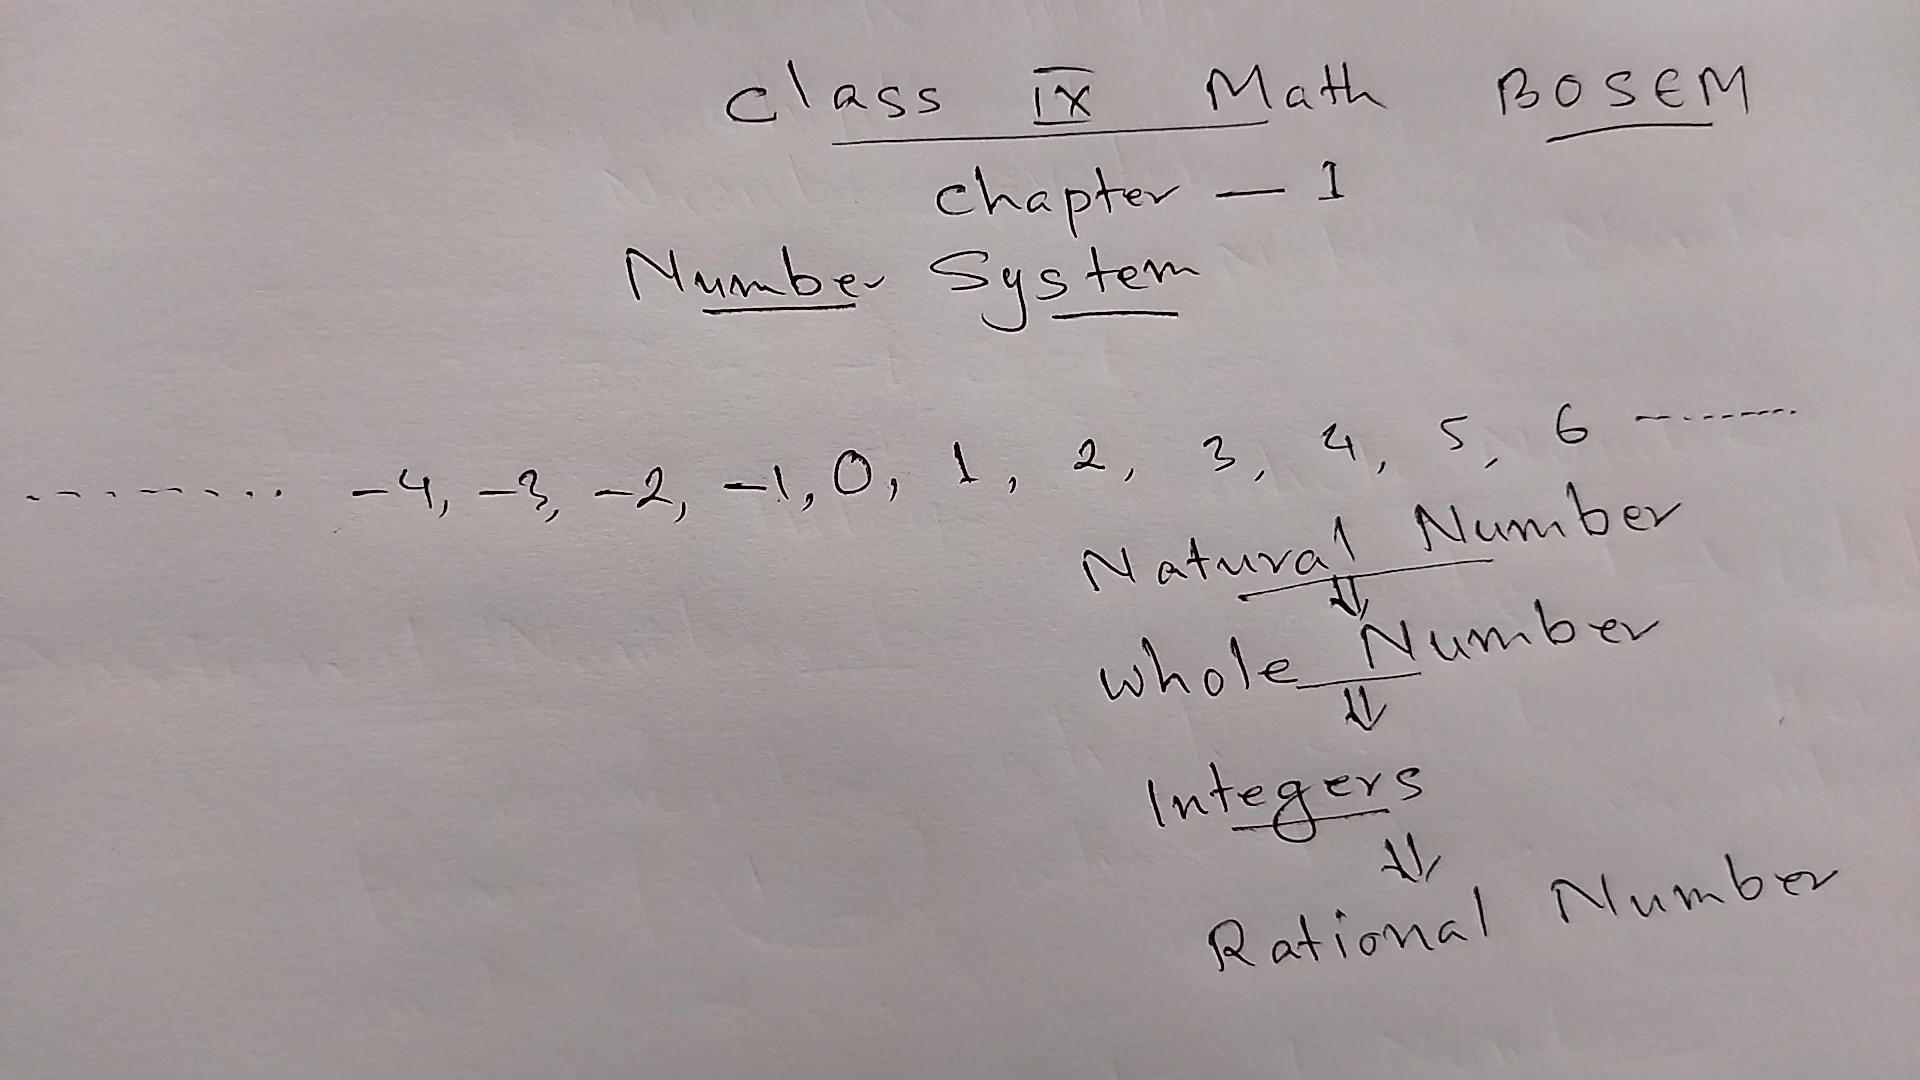 Class IX Math BOSEM
Chapter - 1
Number System
......... -4, -3, -2, -1, 0, 1, 2, 3, 4, 5, 6 .........
Natural Number
⇓
Whole Number
⇓
Integers
⇓
Rational Number